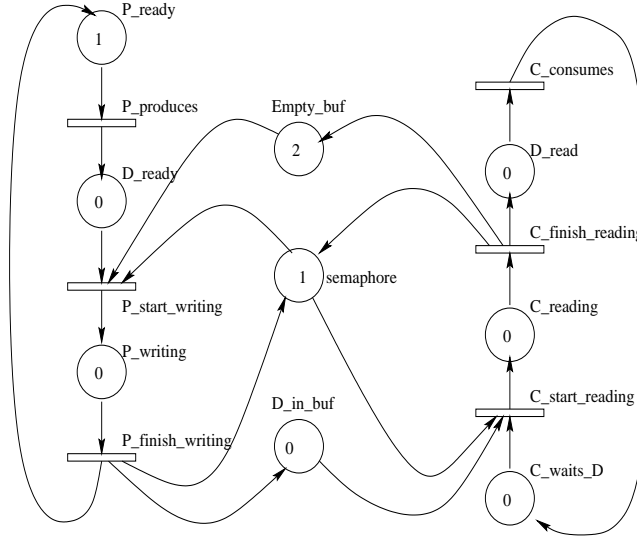 P_ready
1
P_produces
D_ready
0
P_start_writing
P_writing
0
P_finish_writing
Empty_buf
2
1
semaphore
D_in_buf
0
C_consumes
D_read
0
C_finish_reading
C_reading
0
C_start_reading
C_waits_D
0